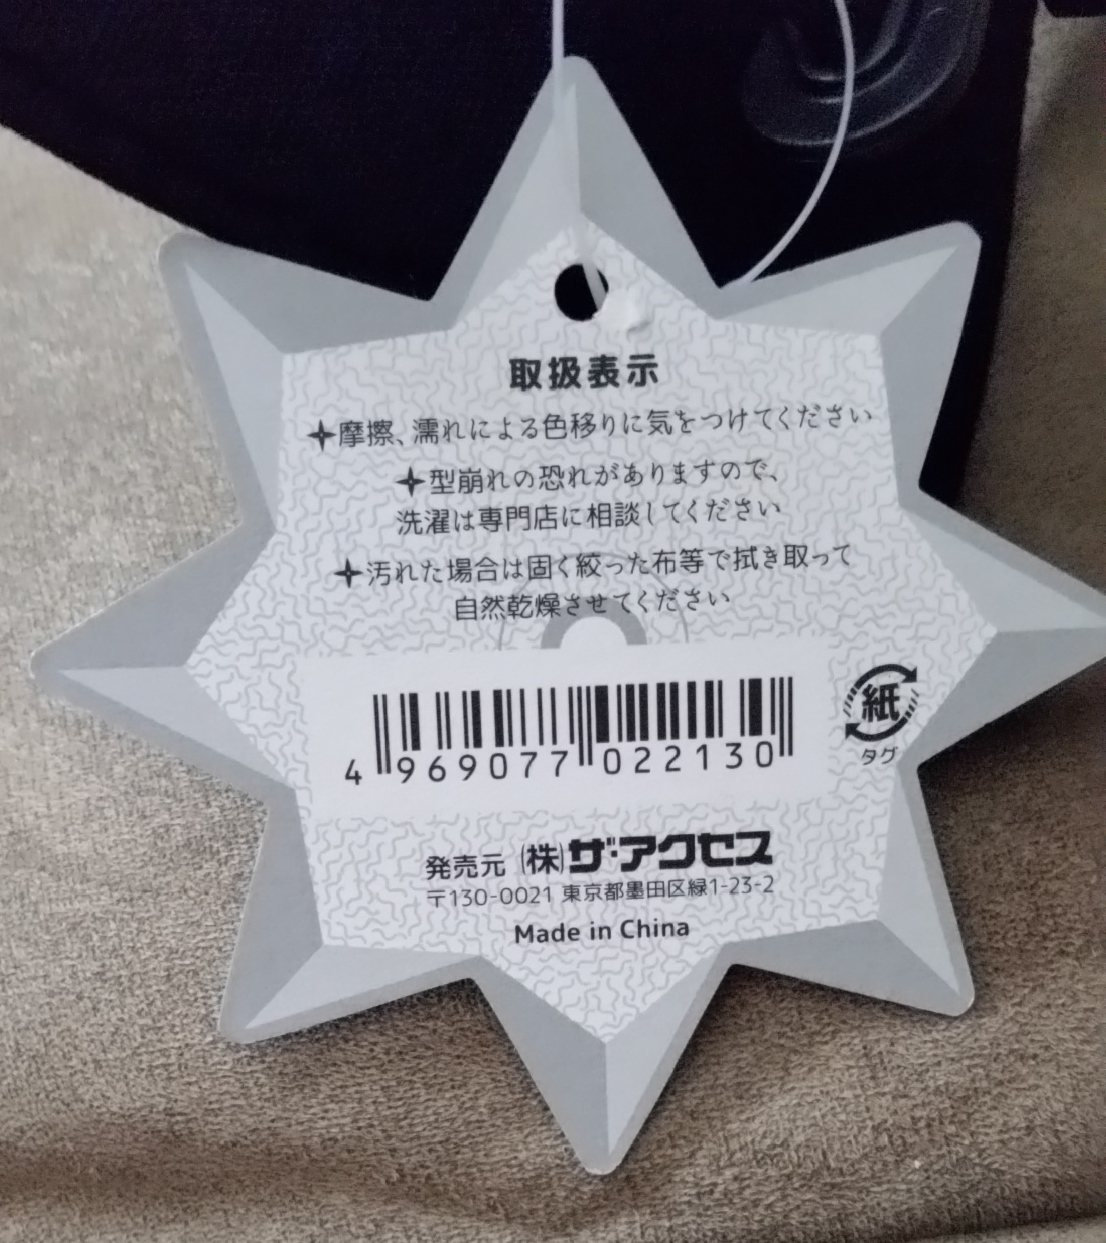 取扱表示
摩擦、濡れによる色移りに気をつけてください
型崩れの恐れがありますので、
洗濯は専門店に相談してください
汚れた場合は固く絞った布等で拭き取って
自然乾燥させてください
4 969077 022130
紙
タグ
発売元 (株)ザ・アクセス
〒130-0021 東京都墨田区緑1-23-2
Made in China